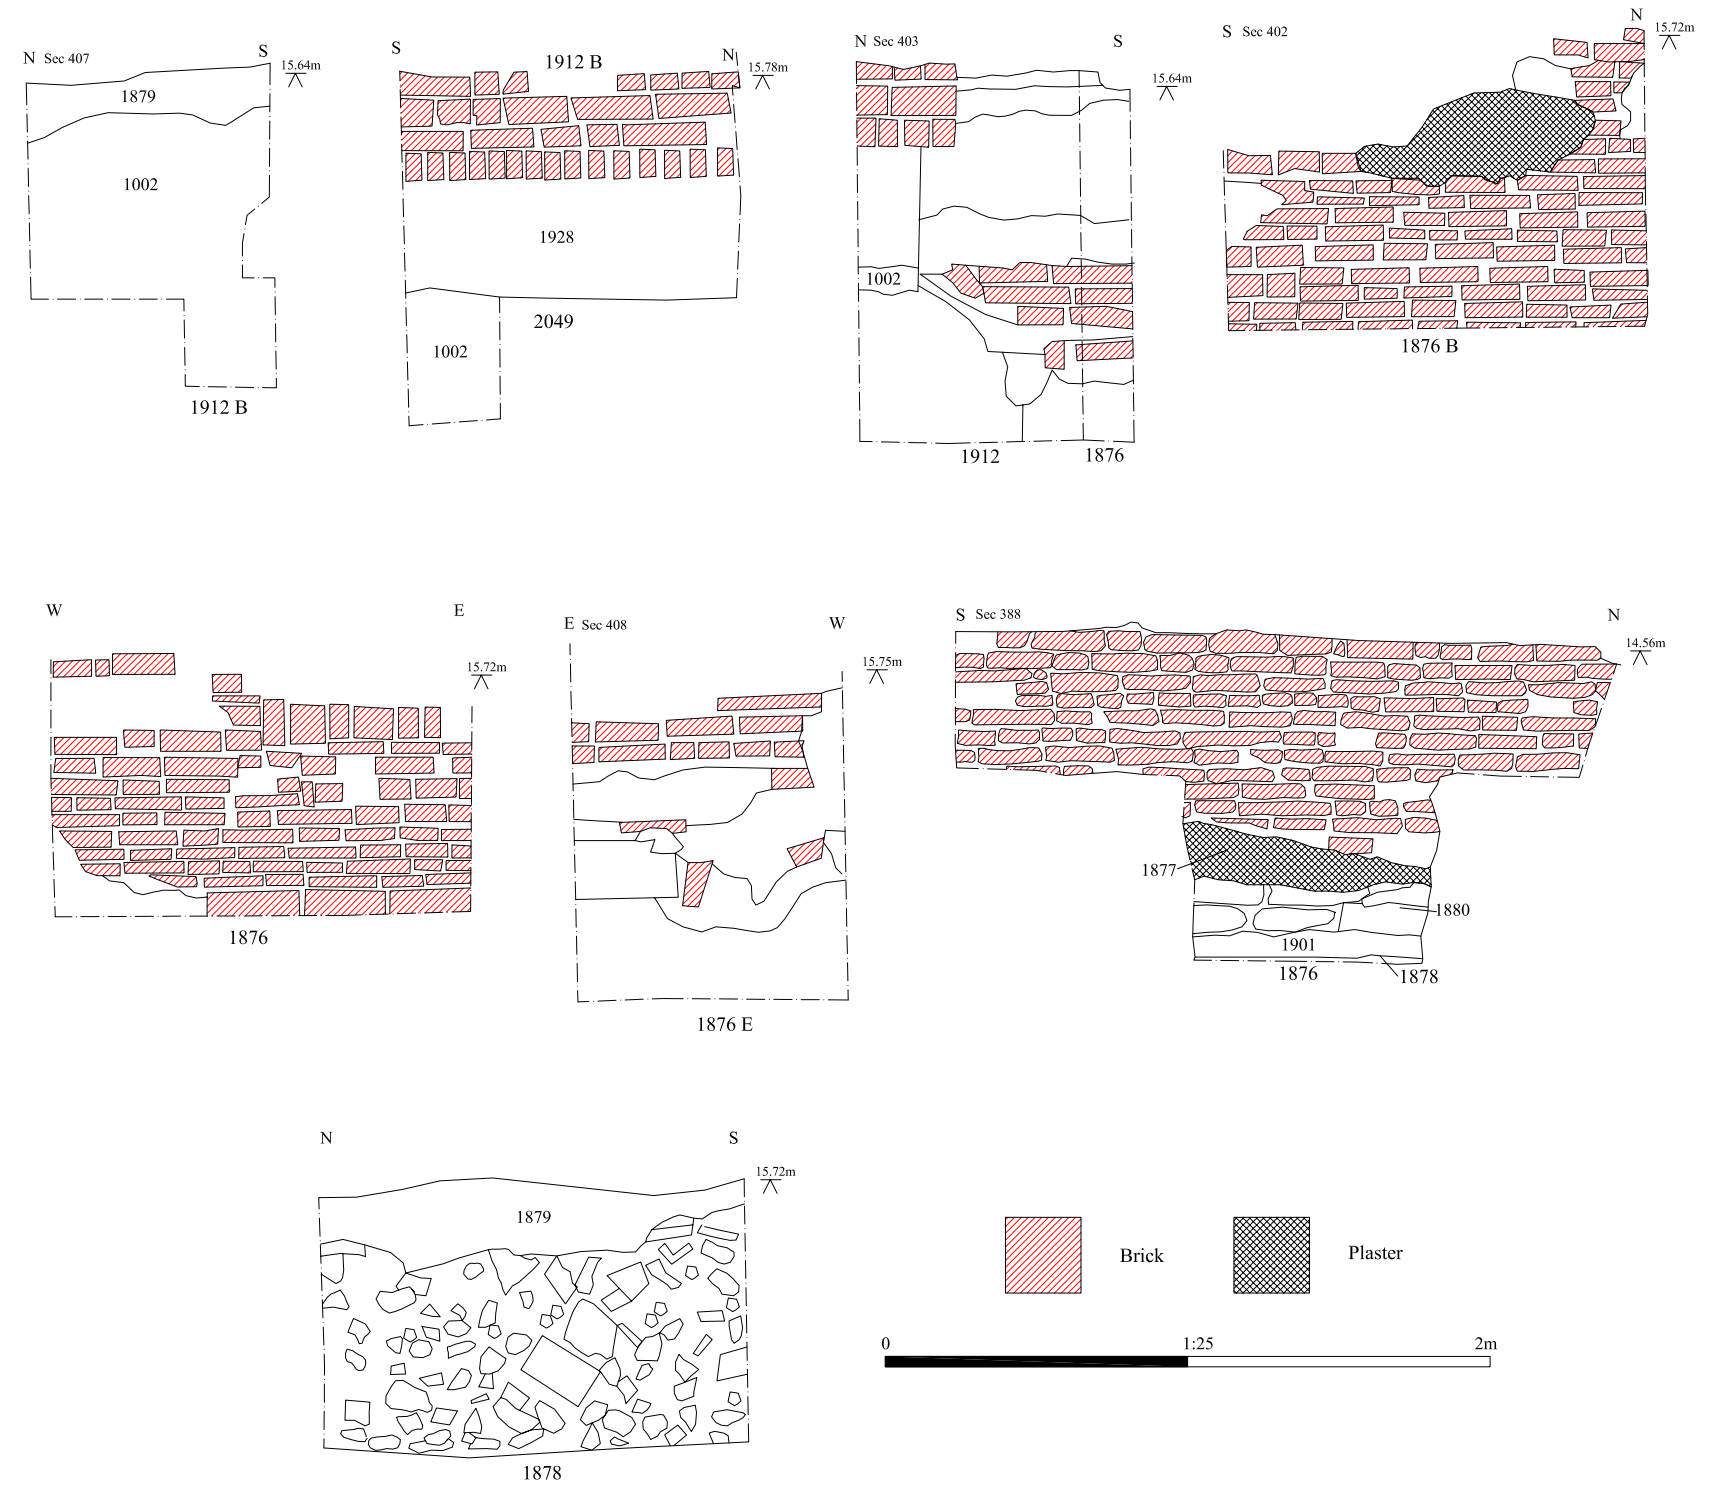 N Sec 407 S
15.64m
1879
1002
1912 B
S 1912 B N
15.78m
1928
2049
1002
N Sec 403 S
15.64m
1002
1912 1876
S Sec 402 N
15.72m
1876 B
W E
15.72m
1876
E Sec 408 W
15.75m
1876 E
S Sec 388 N
14.56m
1877
1880
1901
1876
1878
N S
15.72m
1879
1878
Brick
Plaster
0 1:25 2m